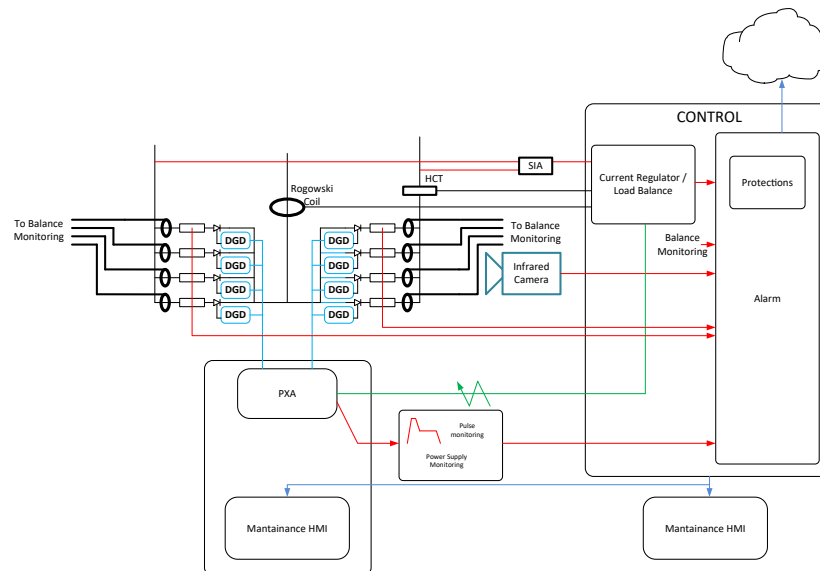 CONTROL
SIA
Current Regulator /
Load Balance
Protections
HCT
Rogowski
Coil
To Balance
Monitoring
To Balance
Monitoring
DGD
DGD
DGD
DGD
DGD
DGD
DGD
DGD
Balance
Monitoring
Infrared
Camera
Alarm
PXA
Pulse
monitoring
Power Supply
Monitoring
Mantainance HMI
Mantainance HMI